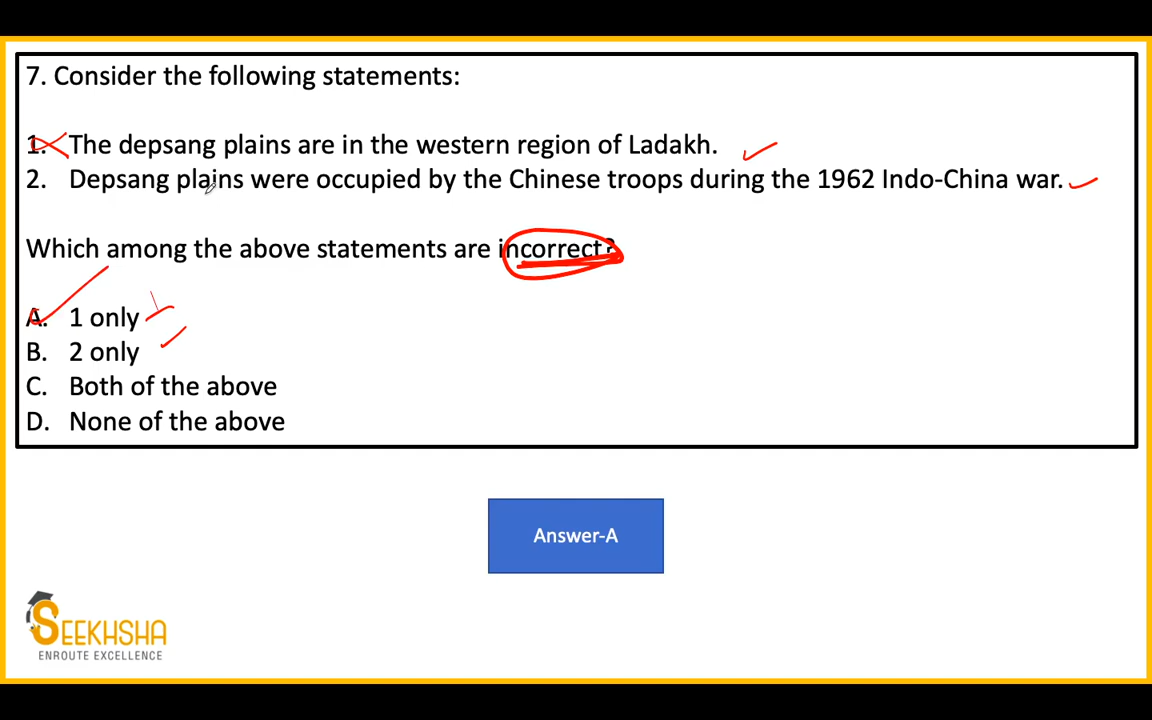 7. Consider the following statements:
1. The depsang plains are in the western region of Ladakh.
2. Depsang plains were occupied by the Chinese troops during the 1962 Indo-China war.
Which among the above statements are incorrect?
A. 1 only
B. 2 only
C. Both of the above
D. None of the above
Answer-A
SEEKHSHA
ENROUTE EXCELLENCE